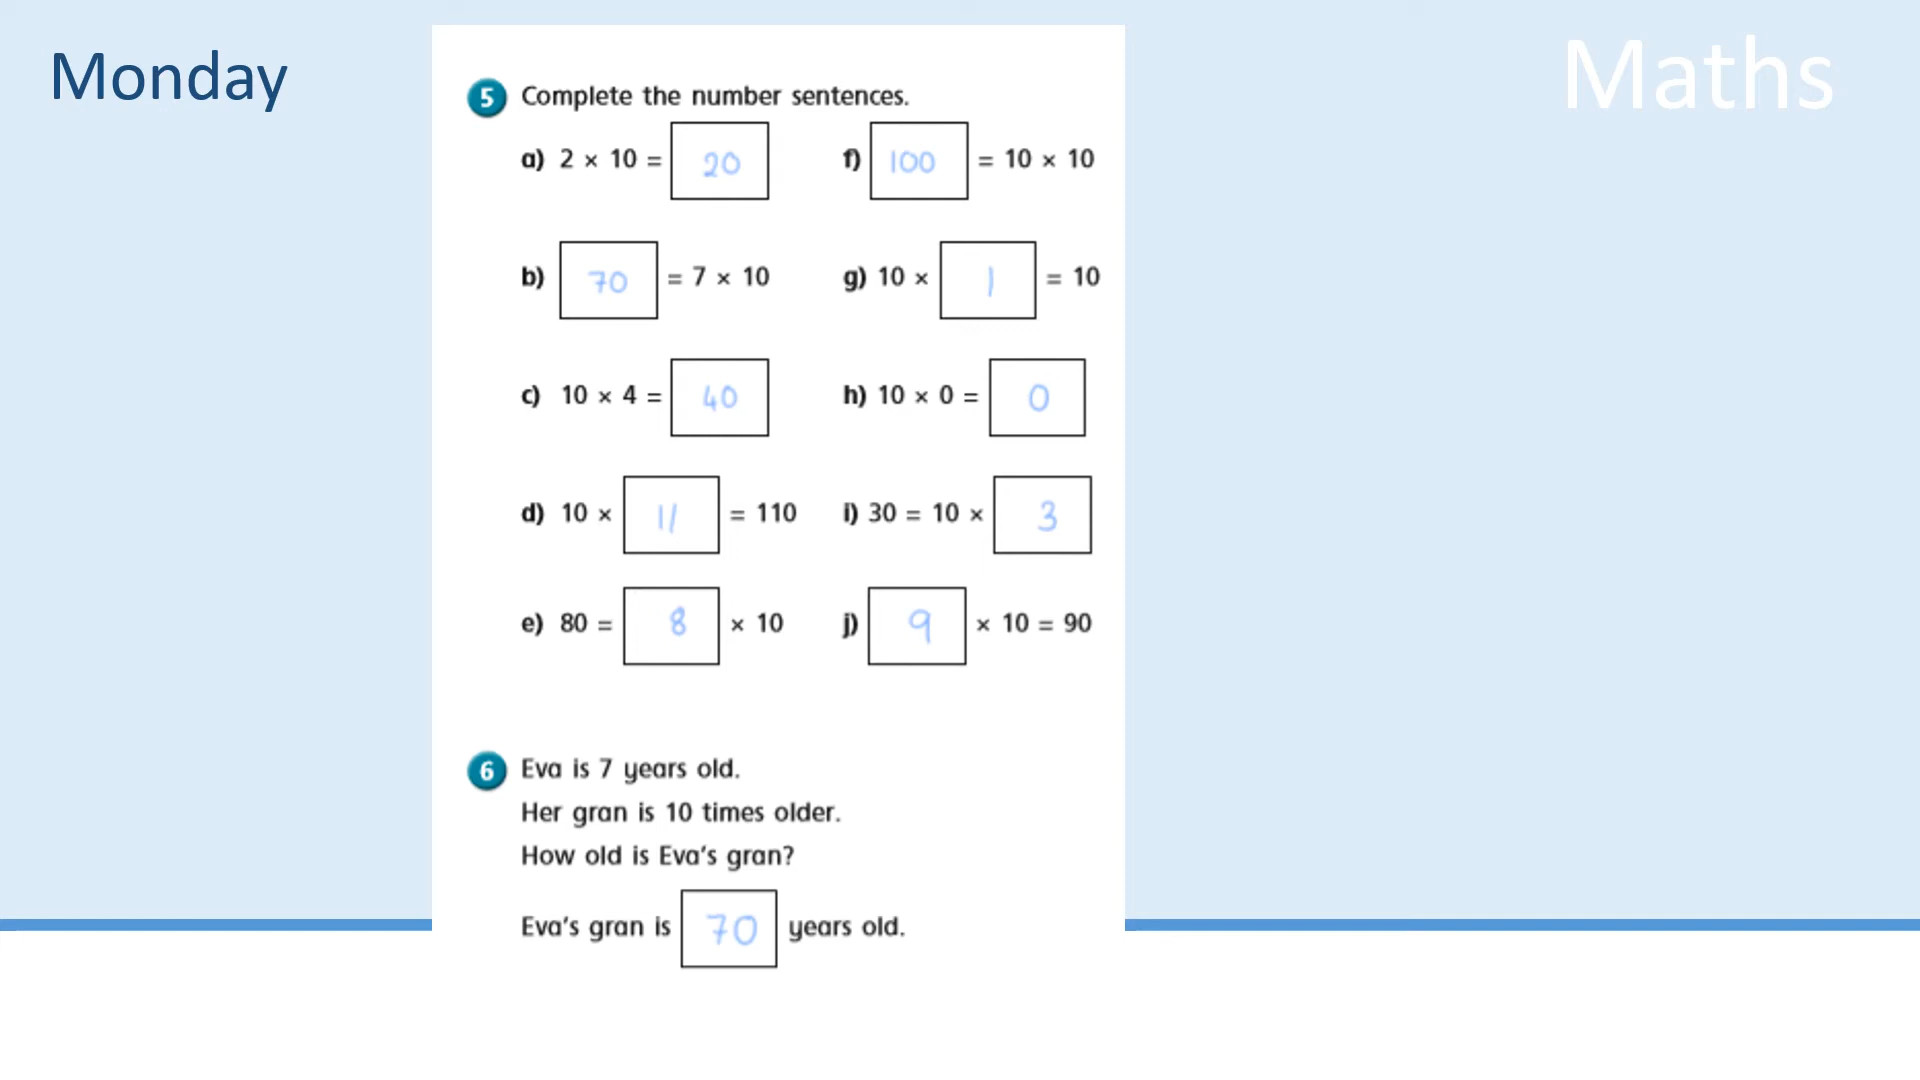 Monday
Maths
5 Complete the number sentences.
a) 2 × 10 = 20
b) 70 = 7 × 10
c) 10 × 4 = 40
d) 10 × 11 = 110
e) 80 = 8 × 10
f) 100 = 10 × 10
g) 10 × 1 = 10
h) 10 × 0 = 0
i) 30 = 10 × 3
j) 9 × 10 = 90
6 Eva is 7 years old.
Her gran is 10 times older.
How old is Eva's gran?
Eva's gran is 70 years old.